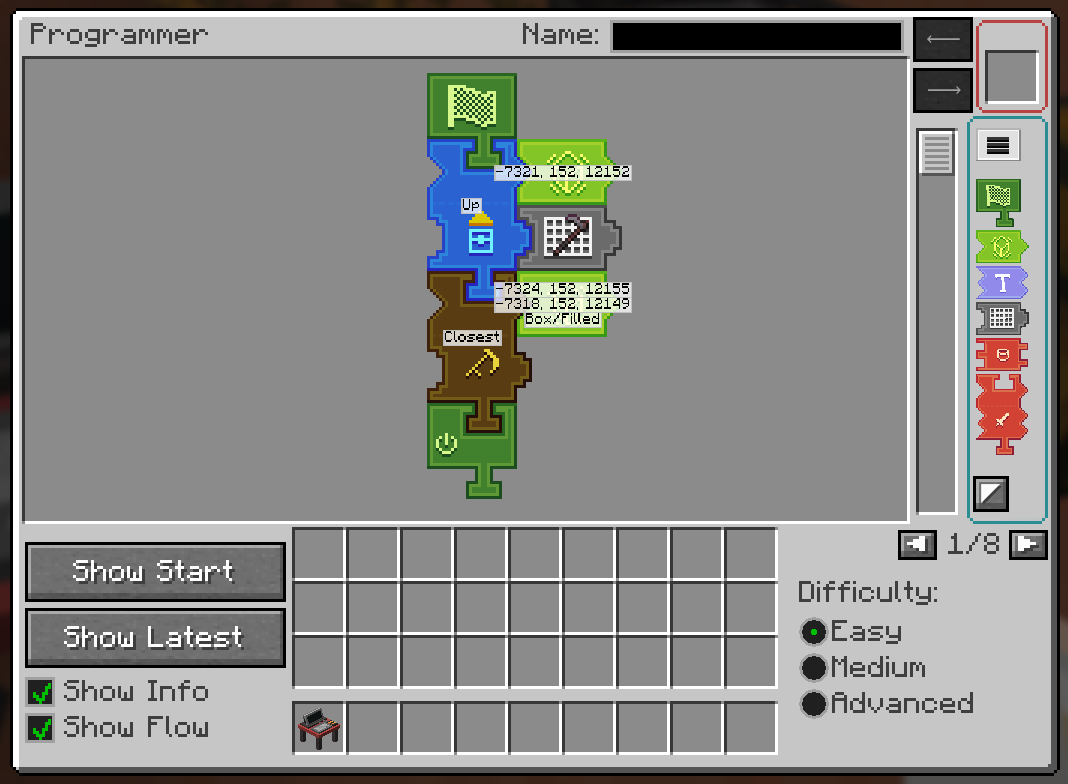 Programmer
Name:
-7321, 152, 12152
Up
-7324, 152, 12155
-7318, 152, 12149
Box/Filled
Closest
T
1/8
Show Start
Show Latest
Show Info
Show Flow
Difficulty:
Easy
Medium
Advanced